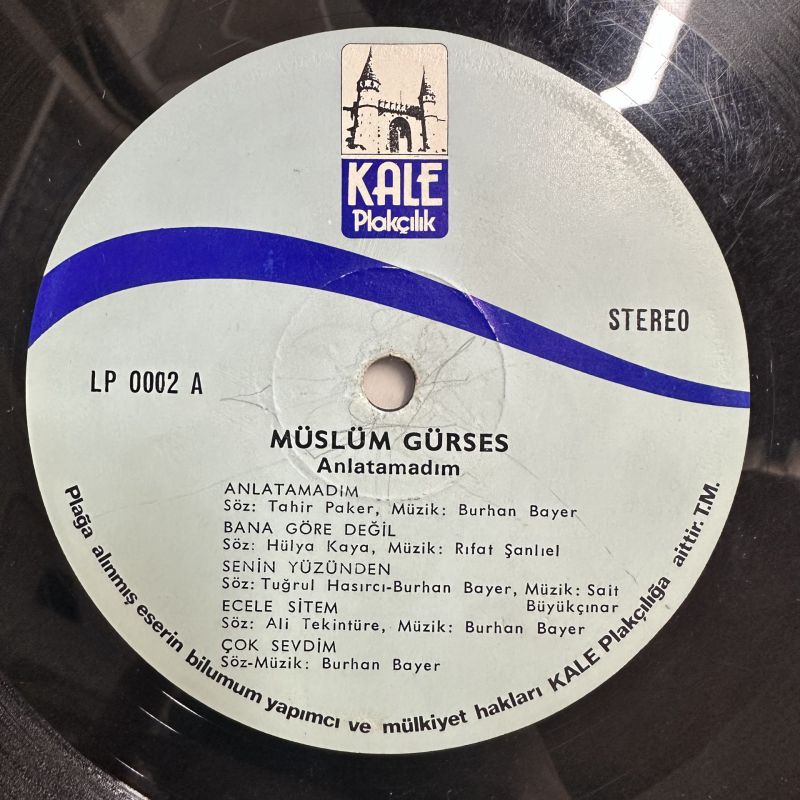 KALE
Plakçılık
STEREO
LP 0002 A
MÜSLÜM GÜRSES
Anlatamadım
ANLATAMADIM
Söz: Tahir Paker, Müzik: Burhan Bayer
BANA GÖRE DEĞİL
Söz: Hülya Kaya, Müzik: Rıfat Şanlıel
SENİN YÜZÜNDEN
Söz: Tuğrul Hasırcı-Burhan Bayer, Müzik: Sait
Büyükçınar
ECELE SİTEM
Söz: Ali Tekintüre, Müzik: Burhan Bayer
ÇOK SEVDİM
Söz-Müzik: Burhan Bayer
Plağa alınmış eserin bilumum yapımcı ve mülkiyet hakları KALE Plakçılığa aittir. T.M.